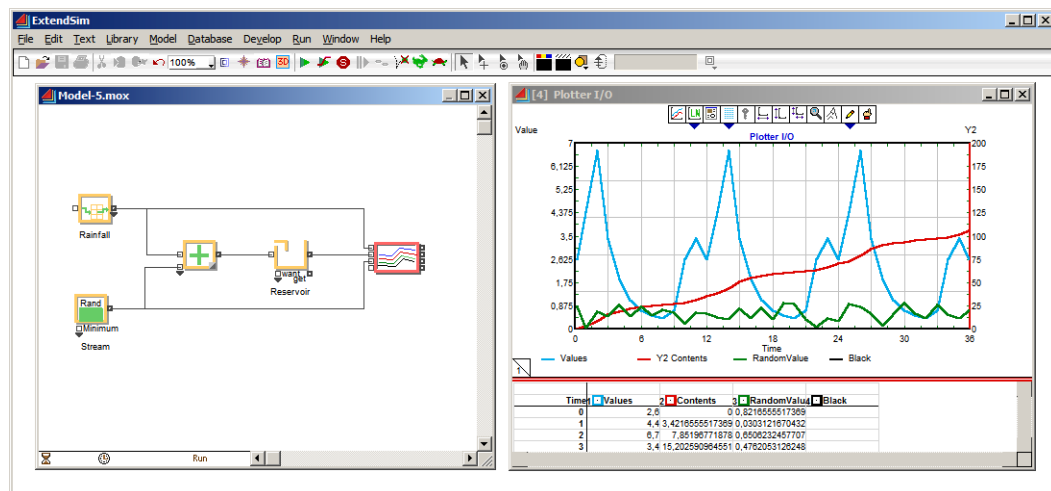 ExtendSim
File Edit Text Library Model Database Develop Run Window Help
100% 3D
Model-5.mox
Rainfall
want get
Reservoir
Rand
Minimum
Stream
Run
[4] Plotter I/O
LN
Value Plotter I/O Y2
7 200
6,125 175
5,25 150
4,375 125
3,5 100
2,625 75
1,75 50
0,875 25
0 0
0 6 12 18 24 30 36
Time
Values Y2 Contents RandomValue Black
1
Time 1 Values 2 Contents 3 RandomValu 4 Black
0 2,6 0 0,8216555517369
1 4,4 3,4216555517369 0,0303121670432
2 6,7 7,85196771878 0,6506232457707
3 3,4 15,202590964551 0,4762053126248